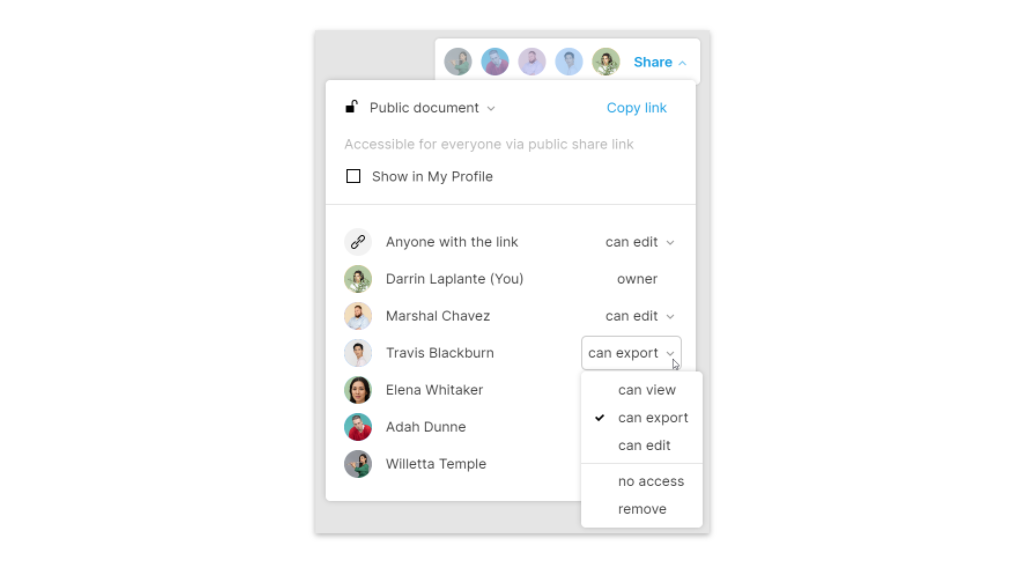 Share
Public document
Copy link
Accessible for everyone via public share link
Show in My Profile
Anyone with the link can edit
Darrin Laplante (You) owner
Marshal Chavez can edit
Travis Blackburn can export
Elena Whitaker
can view
can export
Adah Dunne
can edit
Willetta Temple
no access
remove